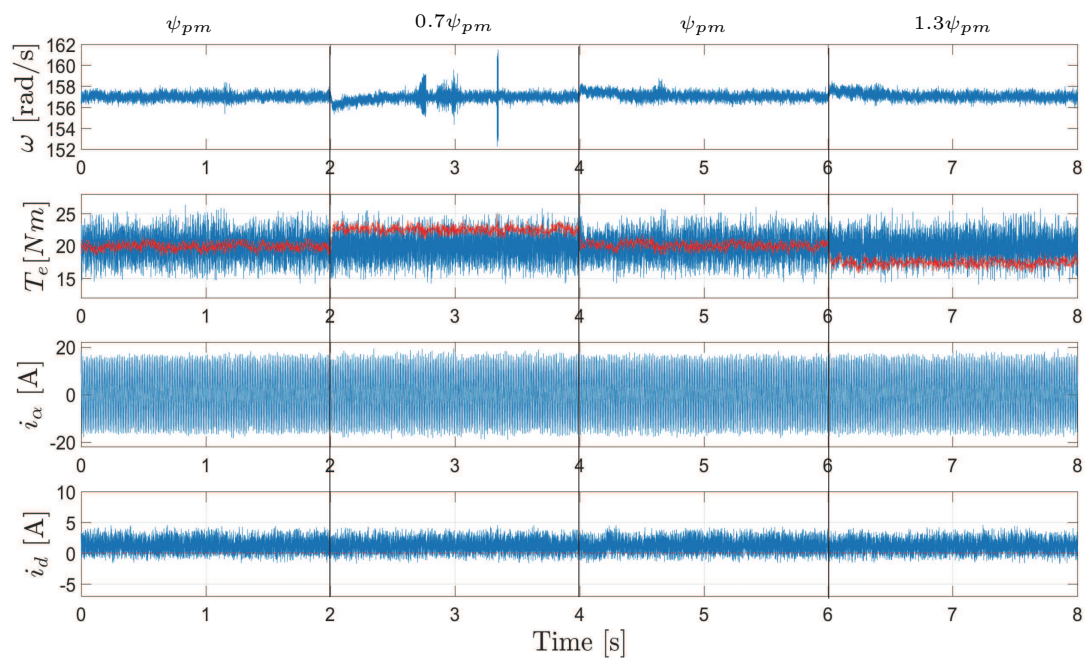 ψpm 0.7ψpm ψpm 1.3ψpm
ω [rad/s]
162
160
158
156
154
152
0 1 2 3 4 5 6 7 8
Te[Nm]
25
20
15
0 1 2 3 4 5 6 7 8
iα [A]
20
0
-20
0 1 2 3 4 5 6 7 8
id [A]
10
5
0
-5
0 1 2 3 4 5 6 7 8
Time [s]